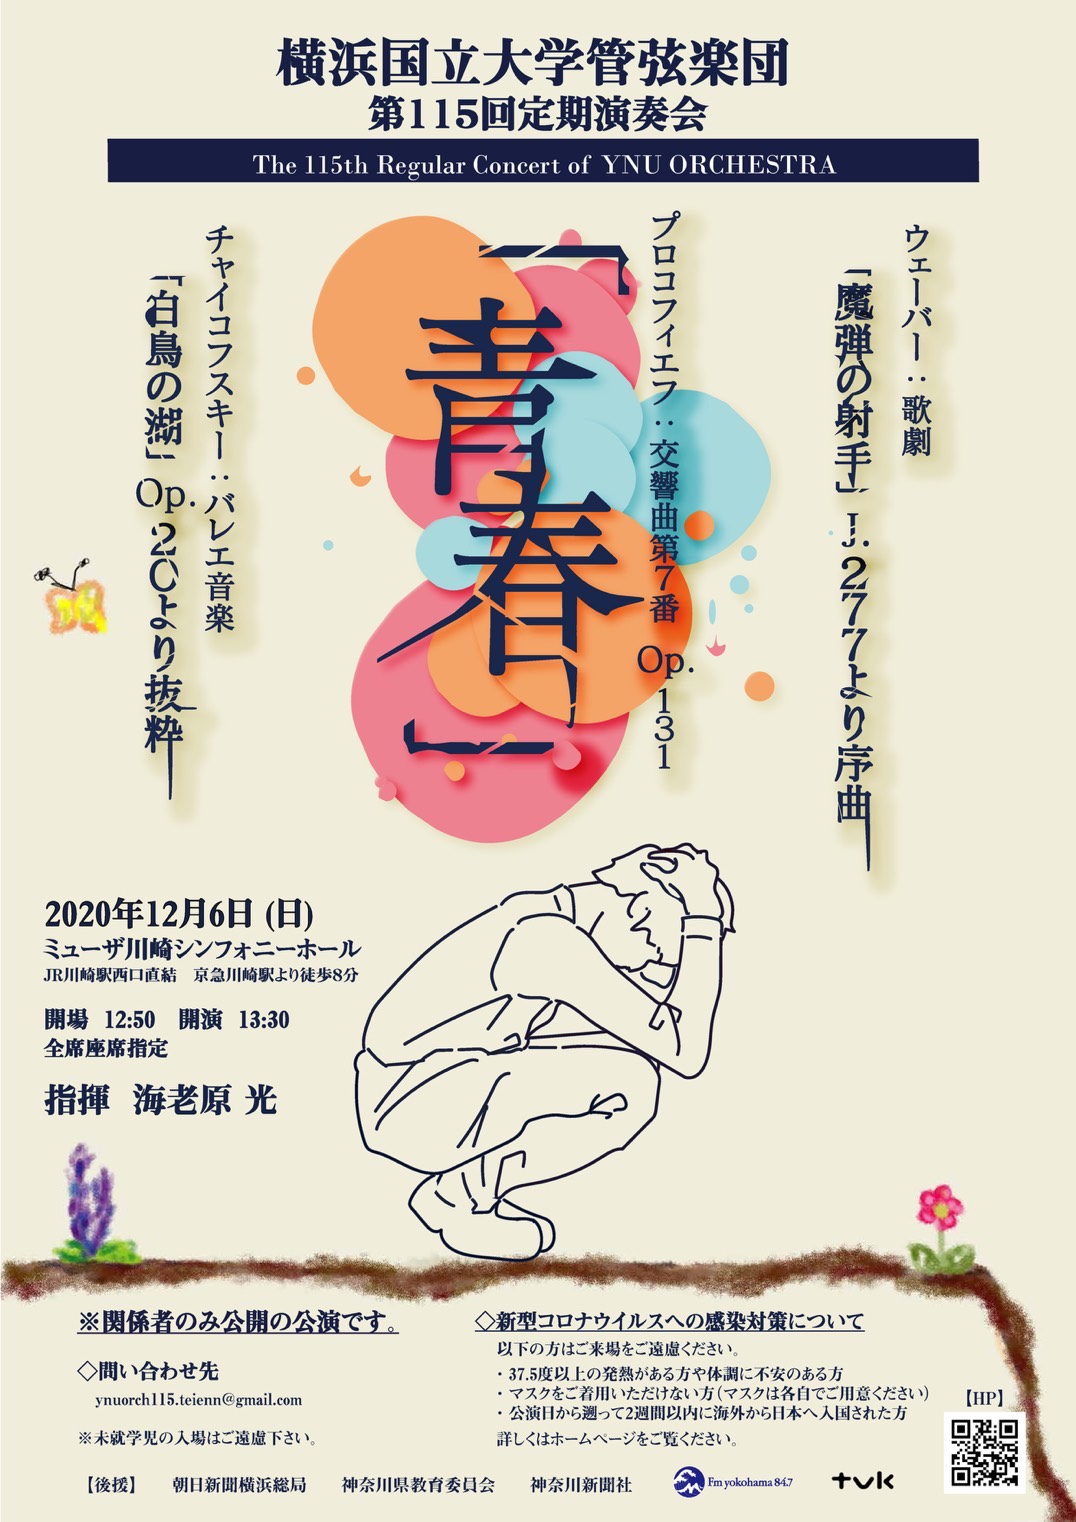 横浜国立大学管弦楽団
第115回定期演奏会
The 115th Regular Concert of YNU ORCHESTRA
ウェーバー：歌劇
「魔弾の射手」J.277より序曲
プロコフィエフ：交響曲第7番 Op.131
「青春」
チャイコフスキー：バレエ音楽
「白鳥の湖」Op.20より抜粋
2020年12月6日 (日)
ミューザ川崎シンフォニーホール
JR川崎駅西口直結　京急川崎駅より徒歩8分
開場 12:50　開演 13:30
全席座席指定
指揮　海老原 光
※関係者のみ公開の公演です。
◇問い合わせ先
ynuorch115.teienn@gmail.com
※未就学児の入場はご遠慮下さい。
◇新型コロナウイルスへの感染対策について
以下の方はご来場をご遠慮ください。
・37.5度以上の発熱がある方や体調に不安のある方
・マスクをご着用いただけない方（マスクは各自でご用意ください）
・公演日から遡って2週間以内に海外から日本へ入国された方
詳しくはホームページをご覧ください。
【HP】
【後援】　朝日新聞横浜総局　神奈川県教育委員会　神奈川新聞社　Fm yokohama 84.7　tvk